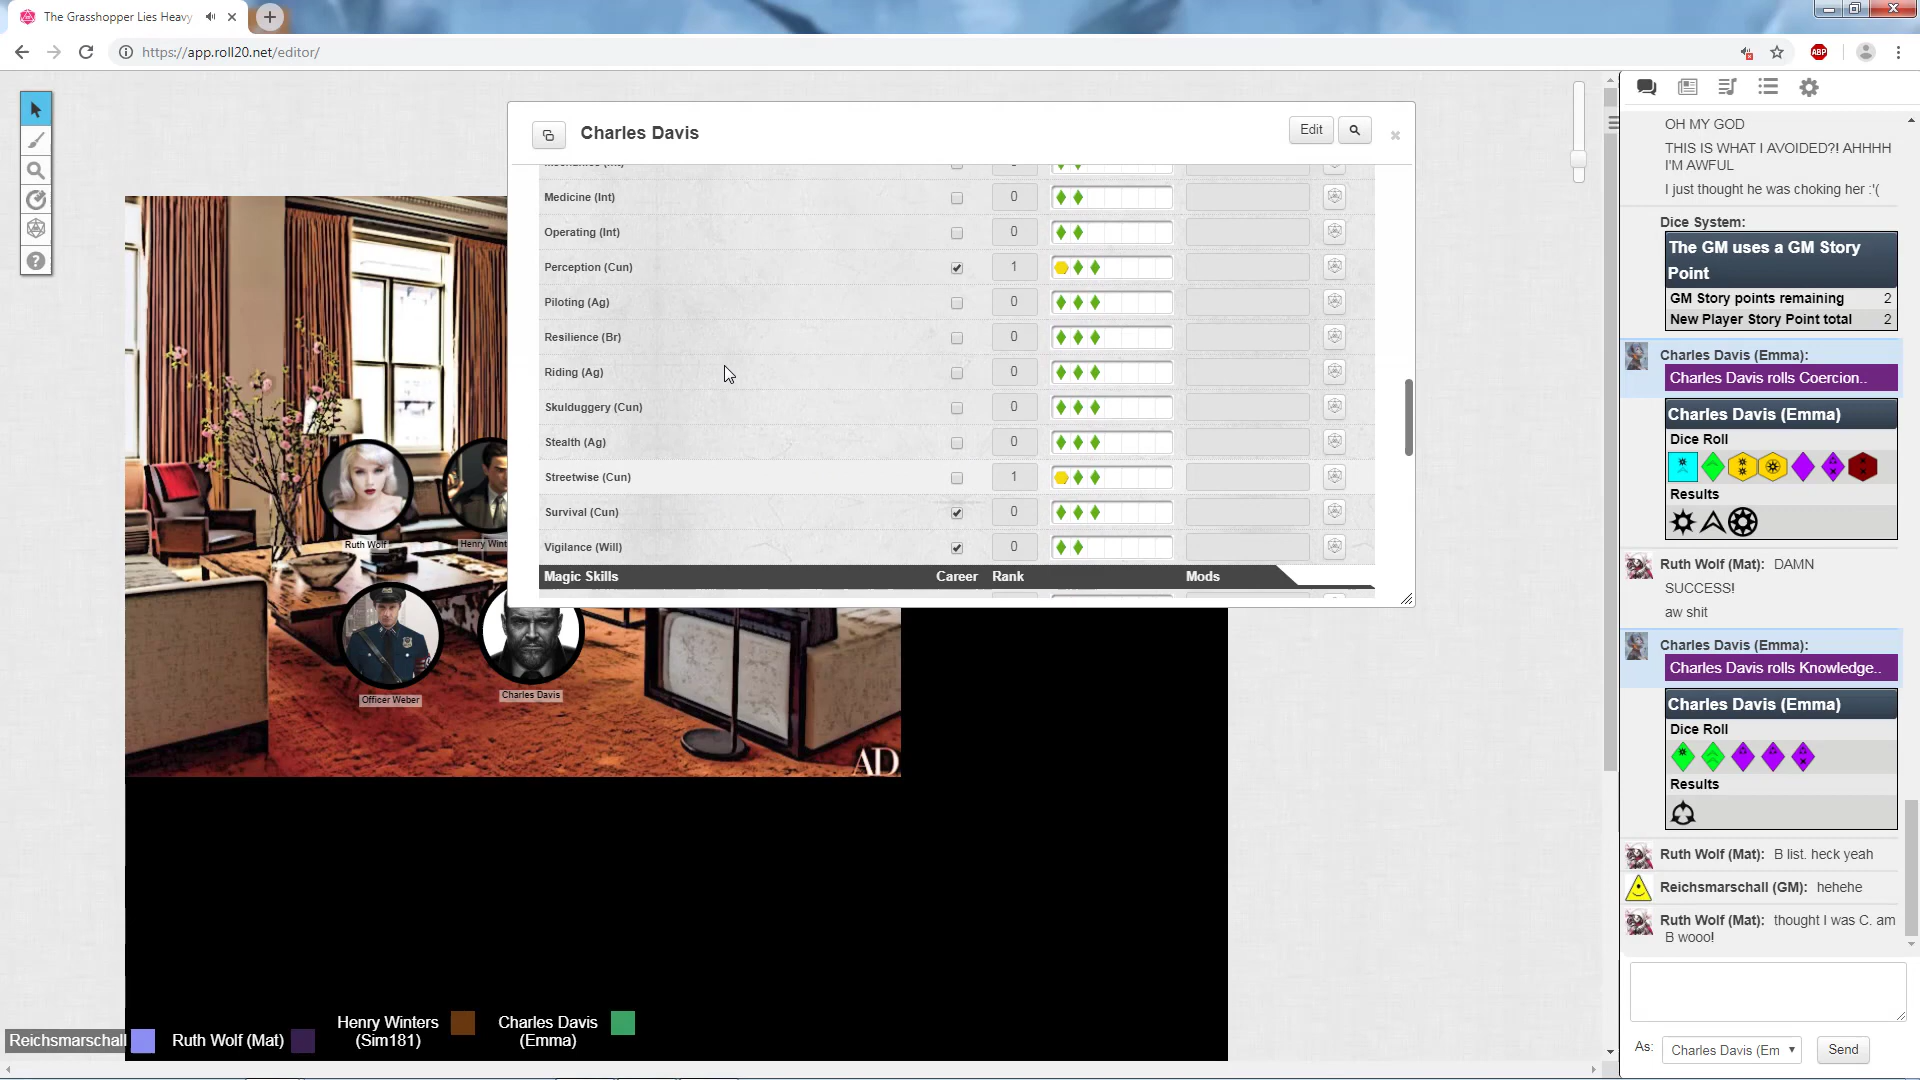 The Grasshopper Lies Heavy
https://app.roll20.net/editor/
ABP
Charles Davis
Edit
Medicine (Int) 0
Operating (Int) 0
Perception (Cun) 1
Piloting (Ag) 0
Resilience (Br) 0
Riding (Ag) 0
Skulduggery (Cun) 0
Stealth (Ag) 0
Streetwise (Cun) 1
Survival (Cun) 0
Vigilance (Will) 0
Magic Skills Career Rank Mods
Ruth Wolf
Henry Wint
Officer Weber
Charles Davis
AD
Reichsmarschall
Ruth Wolf (Mat)
Henry Winters
(Sim181)
Charles Davis
(Emma)
OH MY GOD
THIS IS WHAT I AVOIDED?! AHHHH
I'M AWFUL
I just thought he was choking her :'(
Dice System:
The GM uses a GM Story
Point
GM Story points remaining 2
New Player Story Point total 2
Charles Davis (Emma):
Charles Davis rolls Coercion..
Charles Davis (Emma)
Dice Roll
Results
Ruth Wolf (Mat): DAMN
SUCCESS!
aw shit
Charles Davis (Emma):
Charles Davis rolls Knowledge..
Charles Davis (Emma)
Dice Roll
Results
Ruth Wolf (Mat): B list. heck yeah
Reichsmarschall (GM): hehehe
Ruth Wolf (Mat): thought I was C. am
B wooo!
As: Charles Davis (Em
Send